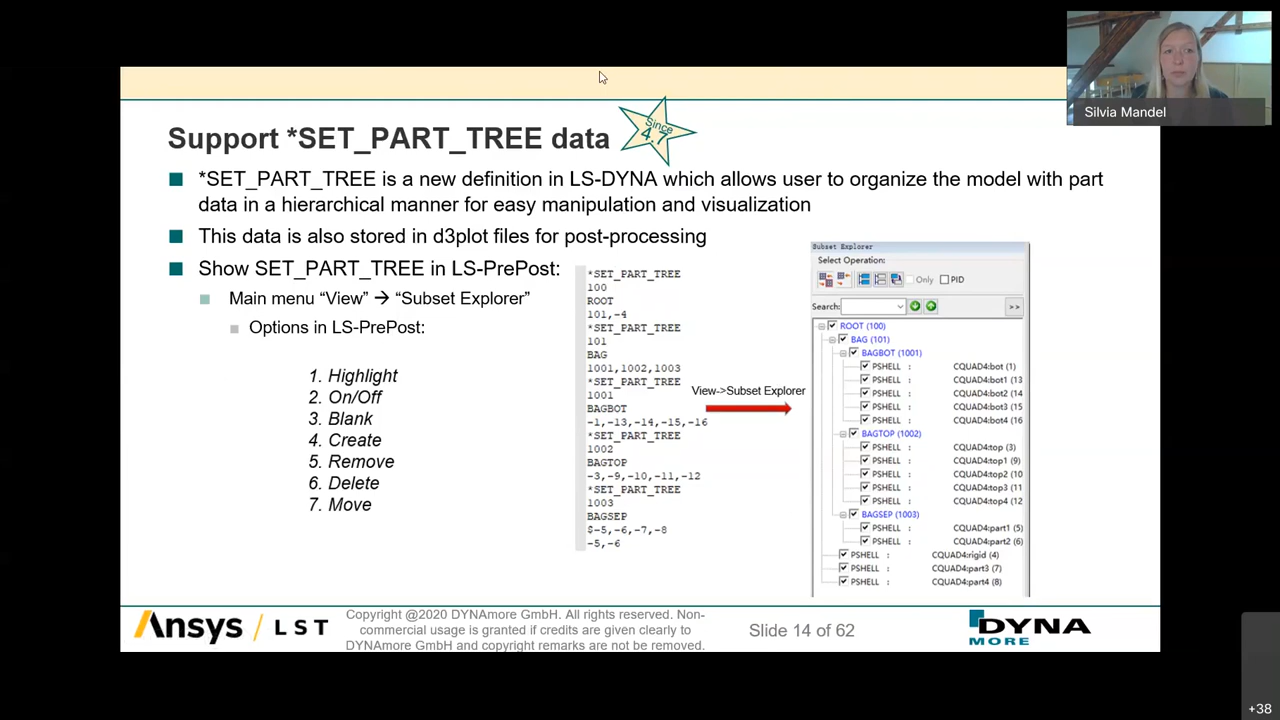 Silvia Mandel
Support *SET_PART_TREE data
Since
4.7
*SET_PART_TREE is a new definition in LS-DYNA which allows user to organize the model with part
data in a hierarchical manner for easy manipulation and visualization
This data is also stored in d3plot files for post-processing
Show SET_PART_TREE in LS-PrePost:
Main menu “View” → “Subset Explorer”
Options in LS-PrePost:
1. Highlight
2. On/Off
3. Blank
4. Create
5. Remove
6. Delete
7. Move
*SET_PART_TREE
100
ROOT
101,-4
*SET_PART_TREE
101
BAG
1001,1002,1003
*SET_PART_TREE
1001
BAGBOT
-1,-13,-14,-15,-16
*SET_PART_TREE
1002
BAGTOP
-3,-9,-10,-11,-12
*SET_PART_TREE
1003
BAGSEP
$-5,-6,-7,-8
-5,-6
View->Subset Explorer
Subset Explorer
Select Operation:
Only PID
Search: >>
ROOT (100)
BAG (101)
BAGBOT (1001)
PSHELL : CQUAD4:bot (1)
PSHELL : CQUAD4:bot1 (13
PSHELL : CQUAD4:bot2 (14
PSHELL : CQUAD4:bot3 (15
PSHELL : CQUAD4:bot4 (16
BAGTOP (1002)
PSHELL : CQUAD4:top (3)
PSHELL : CQUAD4:top1 (9)
PSHELL : CQUAD4:top2 (10
PSHELL : CQUAD4:top3 (11
PSHELL : CQUAD4:top4 (12
BAGSEP (1003)
PSHELL : CQUAD4:part1 (5)
PSHELL : CQUAD4:part2 (6)
PSHELL : CQUAD4:rigid (4)
PSHELL : CQUAD4:part3 (7)
PSHELL : CQUAD4:part4 (8)
Ansys / LST
Copyright @2020 DYNAmore GmbH. All rights reserved. Non-
commercial usage is granted if credits are given clearly to
DYNAmore GmbH and copyright remarks are not be removed.
Slide 14 of 62
DYNA
MORE
+38